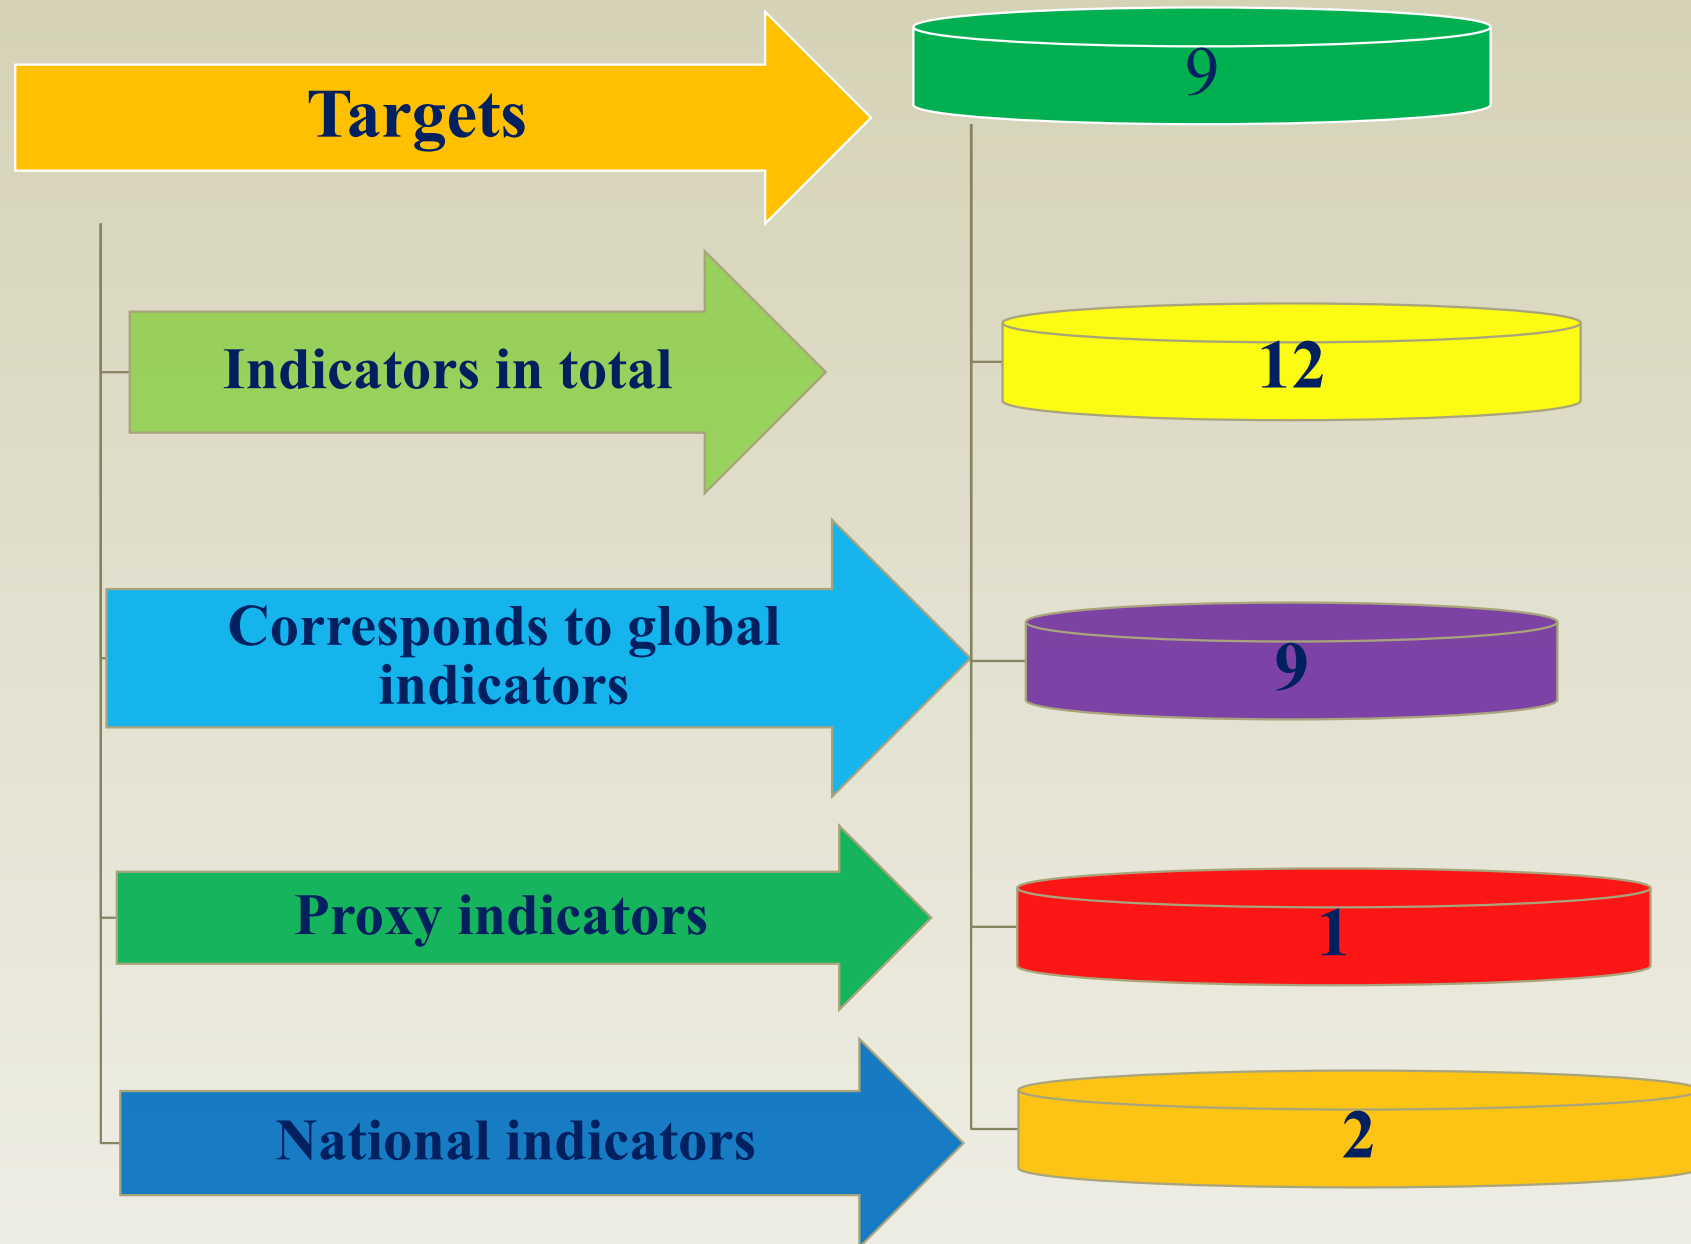 Targets
9
Indicators in total
12
Corresponds to global
indicators
9
Proxy indicators
1
National indicators
2